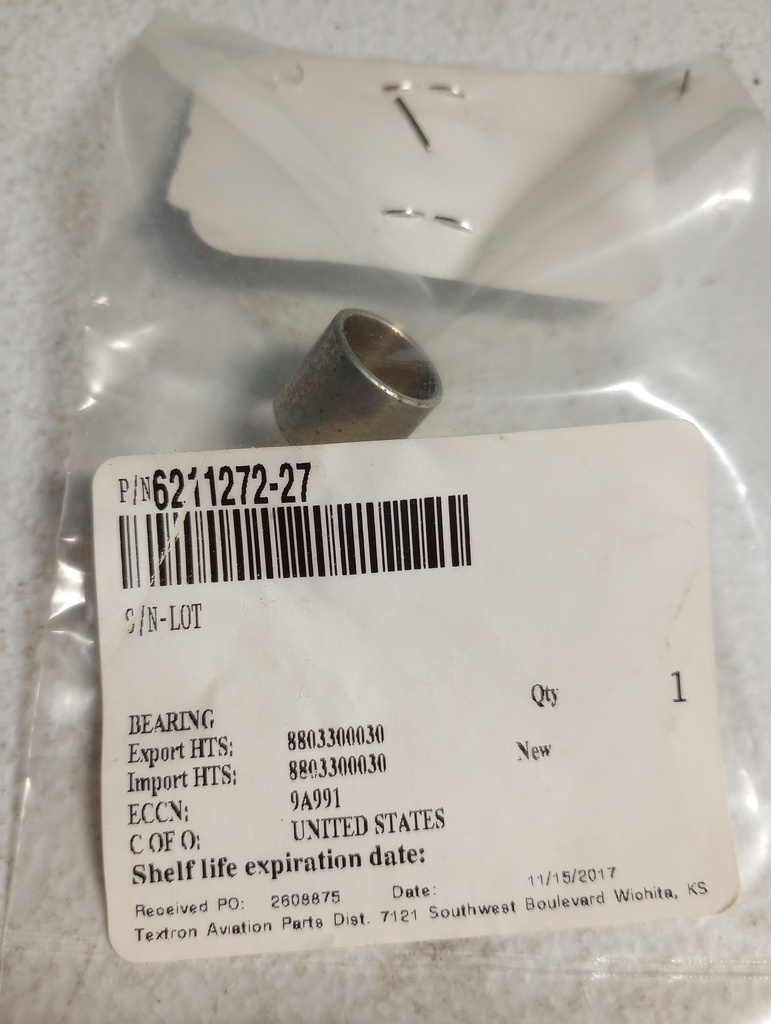 P/N6211272-27
S/N-LOT
Qty 1
BEARING
Export HTS: 8803300030
New
Import HTS: 8803300030
ECCN: 9A991
C OF O: UNITED STATES
Shelf life expiration date:
Received PO: 2608875 Date: 11/15/2017
Textron Aviation Parts Dist. 7121 Southwest Boulevard Wichita, KS